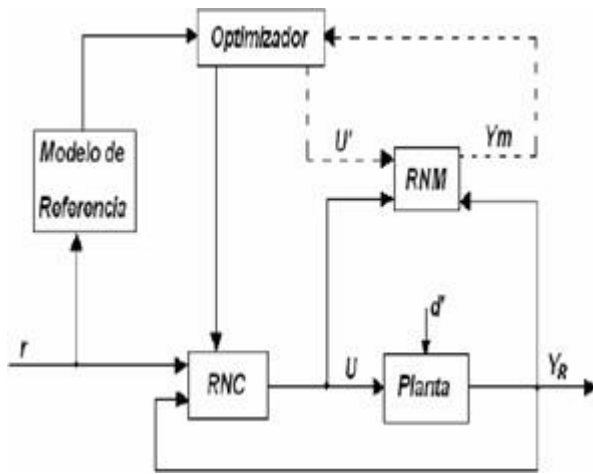 Optimizador
U'
Ym
Modelo de
Referencia
RNM
r
d'
RNC
U
Planta
YR